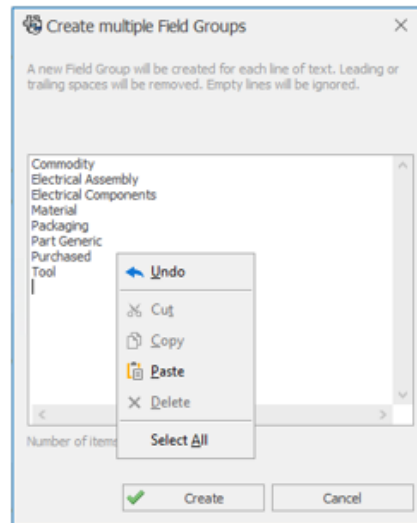 Create multiple Field Groups
A new Field Group will be created for each line of text. Leading or
trailing spaces will be removed. Empty lines will be ignored.
Commodity
Electrical Assembly
Electrical Components
Material
Packaging
Part Generic
Purchased
Tool
Undo
Cut
Copy
Paste
Delete
Select All
Number of items
Create
Cancel